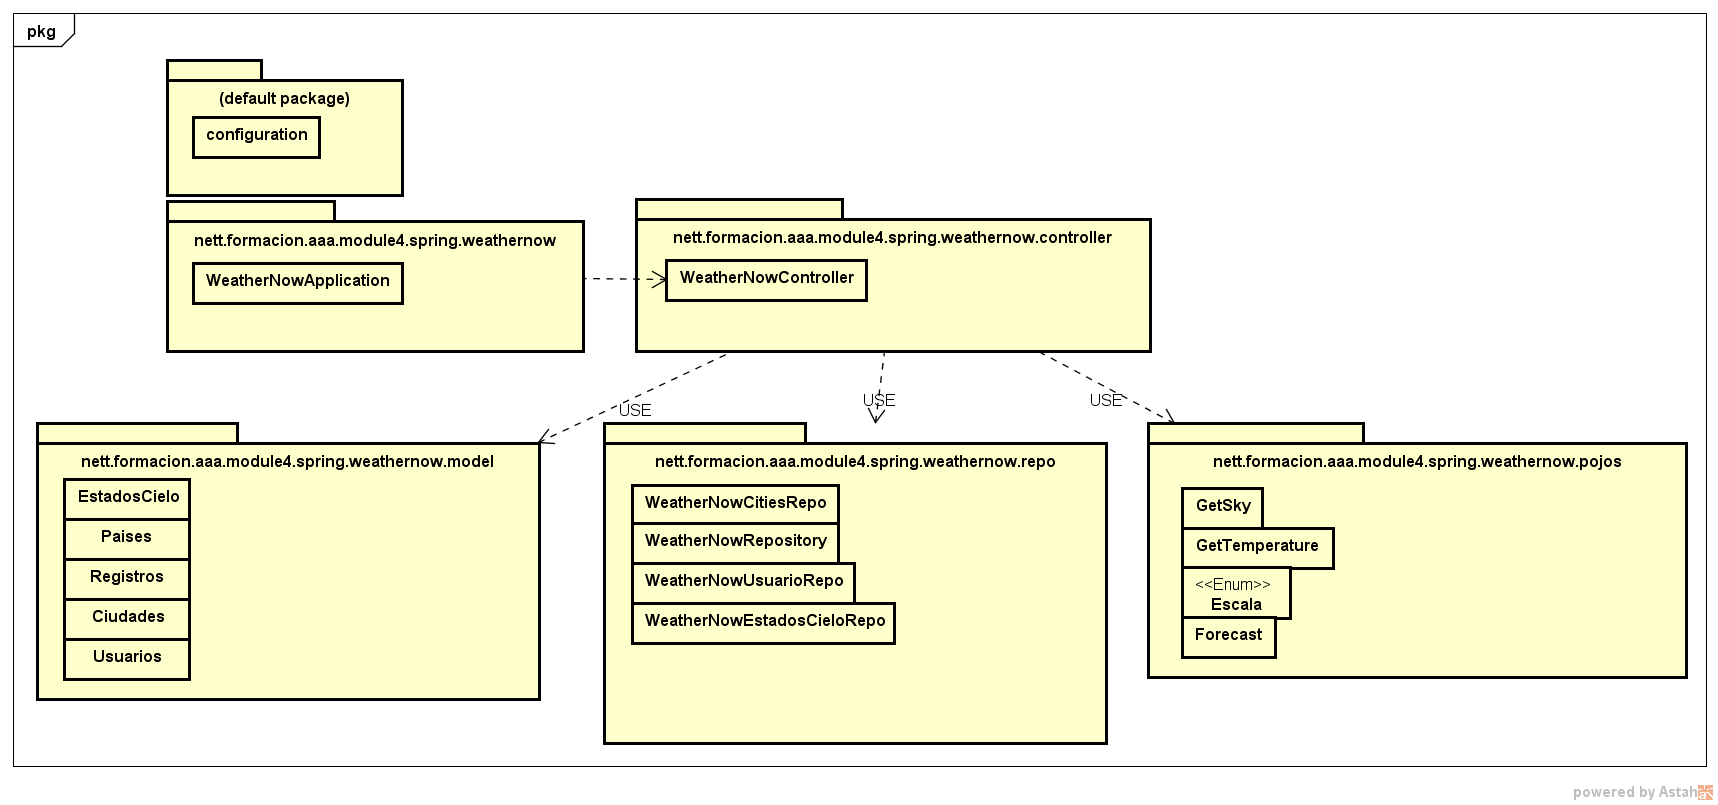 pkg
(default package)
configuration
nett.formacion.aaa.module4.spring.weathernow
WeatherNowApplication
nett.formacion.aaa.module4.spring.weathernow.controller
WeatherNowController
USE
USE
USE
nett.formacion.aaa.module4.spring.weathernow.model
EstadosCielo
Paises
Registros
Ciudades
Usuarios
nett.formacion.aaa.module4.spring.weathernow.repo
WeatherNowCitiesRepo
WeatherNowRepository
WeatherNowUsuarioRepo
WeatherNowEstadosCieloRepo
nett.formacion.aaa.module4.spring.weathernow.pojos
GetSky
GetTemperature
<<Enum>>
Escala
Forecast
powered by Astah